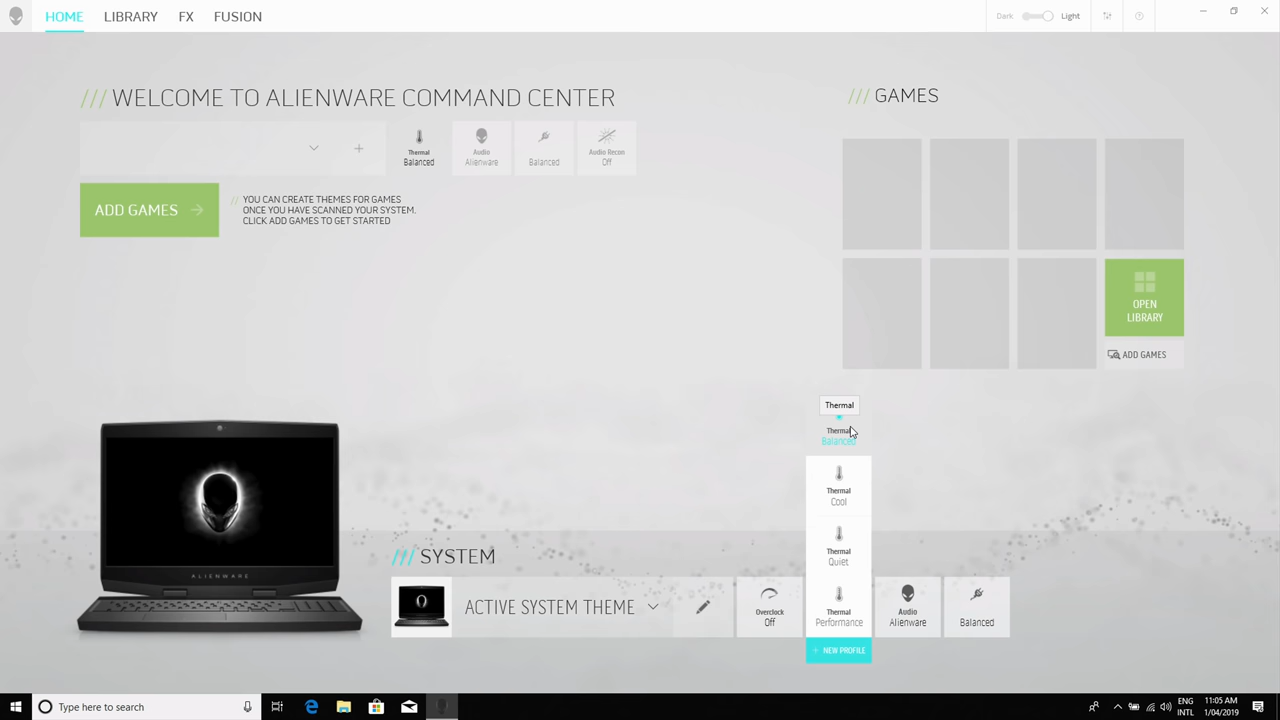 HOME
LIBRARY
FX
FUSION
Dark
Light
/// WELCOME TO ALIENWARE COMMAND CENTER
Thermal
Balanced
Audio
Alienware
Balanced
Audio Recon
Off
ADD GAMES
// YOU CAN CREATE THEMES FOR GAMES
ONCE YOU HAVE SCANNED YOUR SYSTEM.
CLICK ADD GAMES TO GET STARTED
/// GAMES
OPEN
LIBRARY
ADD GAMES
Thermal
Thermal
Balanced
Thermal
Cool
Thermal
Quiet
Thermal
Performance
+ NEW PROFILE
ALIENWARE
/// SYSTEM
ACTIVE SYSTEM THEME
Overclock
Off
Audio
Alienware
Balanced
Type here to search
ENG
INTL
11:05 AM
1/04/2019